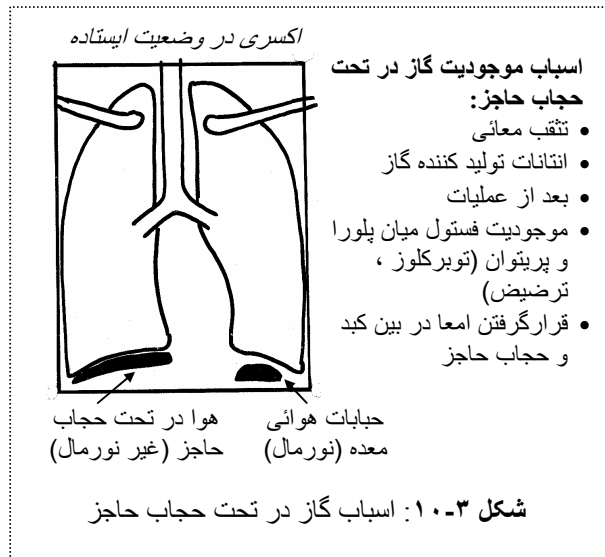 اکسری در وضعیت ایستاده
اسباب موجودیت گاز در تحت
حجاب حاجز:
• تثقب معائی
• انتانات تولید کننده گاز
• بعد از عملیات
• موجودیت فستول میان پلورا
و پریتوان (توبرکلوز ،
ترضیض)
• قرارگرفتن امعا در بین کبد
و حجاب حاجز
حبابات هوائی
معده (نورمال)
هوا در تحت حجاب
حاجز (غیر نورمال)
شکل ۳-۱۰: اسباب گاز در تحت حجاب حاجز